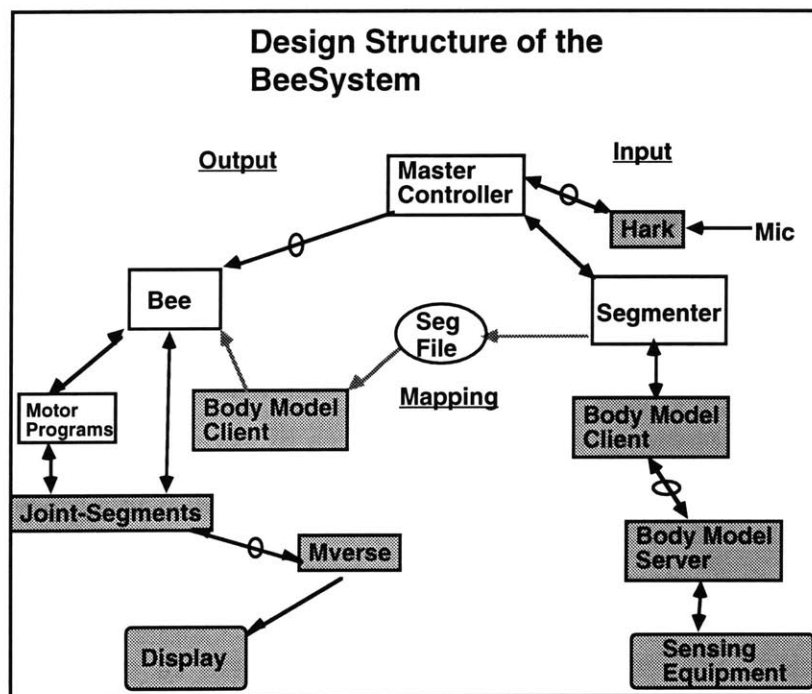 Design Structure of the
BeeSystem
Output
Input
Master
Controller
Hark
Mic
Bee
Seg
File
Segmenter
Mapping
Motor
Programs
Body Model
Client
Body Model
Client
Joint-Segments
Mverse
Body Model
Server
Display
Sensing
Equipment